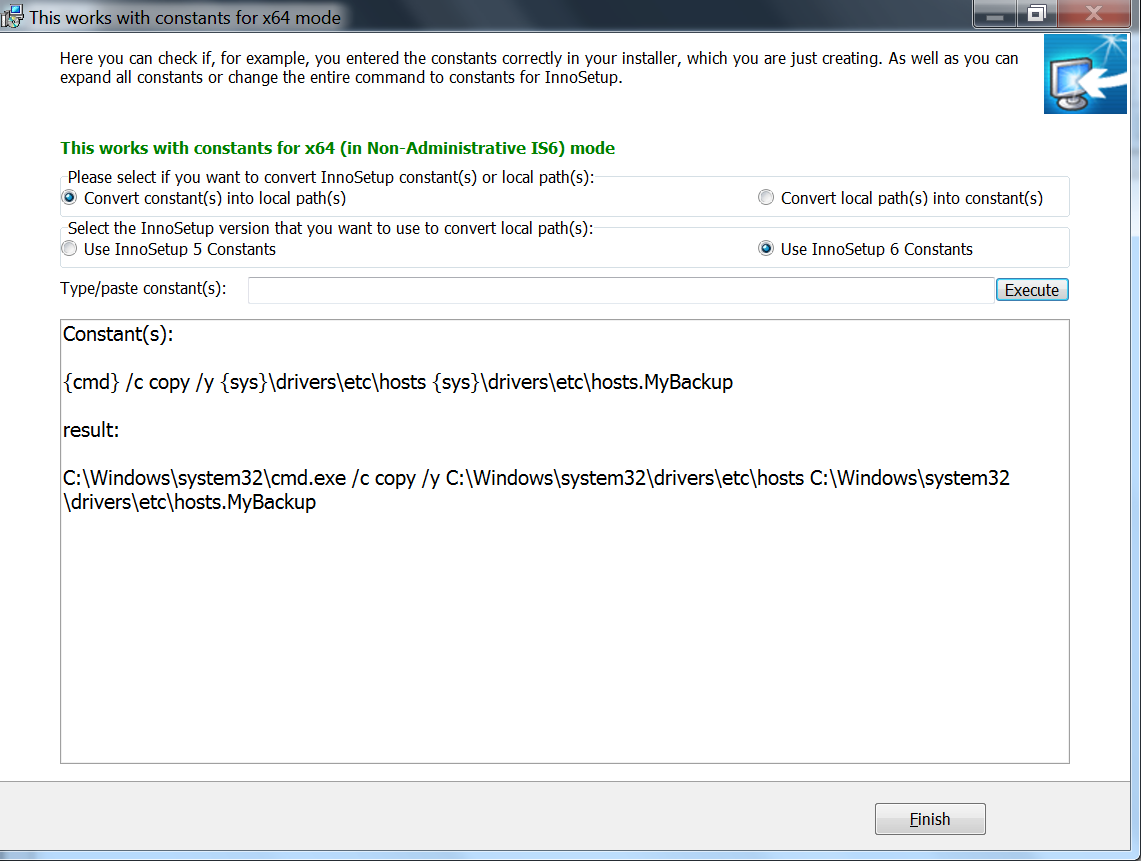 This works with constants for x64 mode
Here you can check if, for example, you entered the constants correctly in your installer, which you are just creating. As well as you can
expand all constants or change the entire command to constants for InnoSetup.
This works with constants for x64 (in Non-Administrative IS6) mode
Please select if you want to convert InnoSetup constant(s) or local path(s):
Convert constant(s) into local path(s)
Convert local path(s) into constant(s)
Select the InnoSetup version that you want to use to convert local path(s):
Use InnoSetup 5 Constants
Use InnoSetup 6 Constants
Type/paste constant(s):
Execute
Constant(s):
{cmd} /c copy /y {sys}\drivers\etc\hosts {sys}\drivers\etc\hosts.MyBackup
result:
C:\Windows\system32\cmd.exe /c copy /y C:\Windows\system32\drivers\etc\hosts C:\Windows\system32
\drivers\etc\hosts.MyBackup
Finish